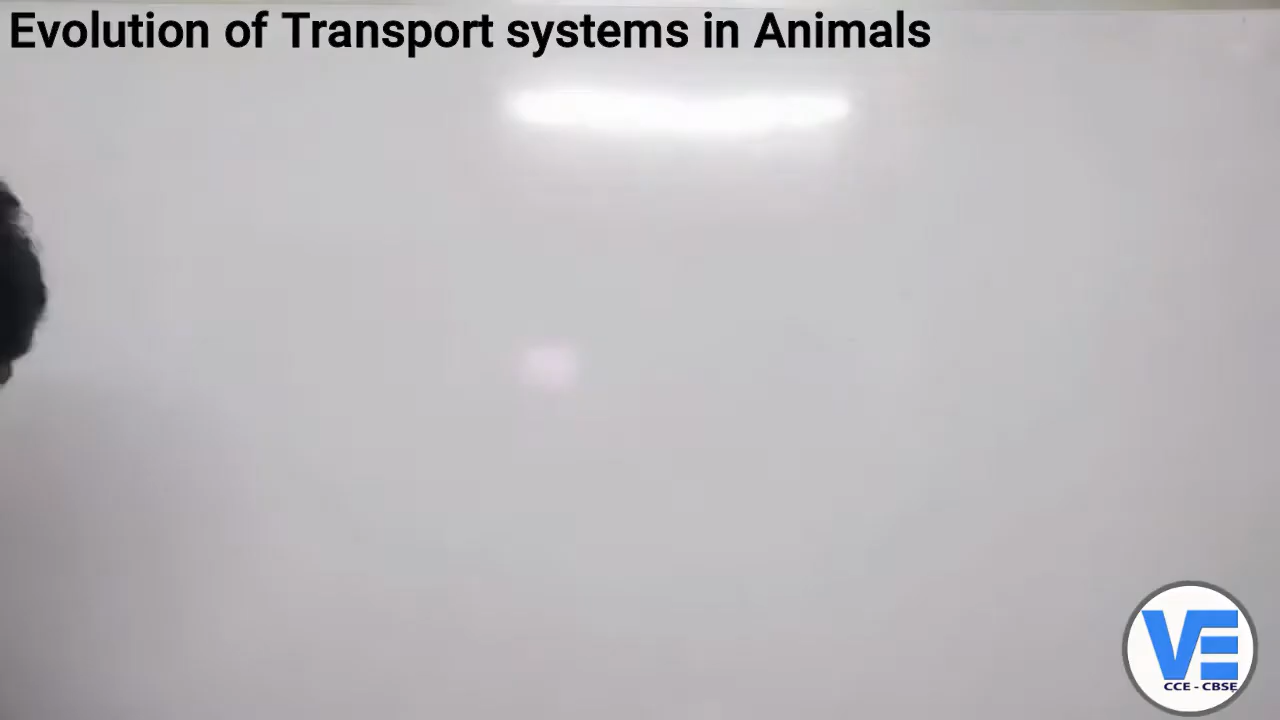 Evolution of Transport systems in Animals
VE
CCE - CBSE